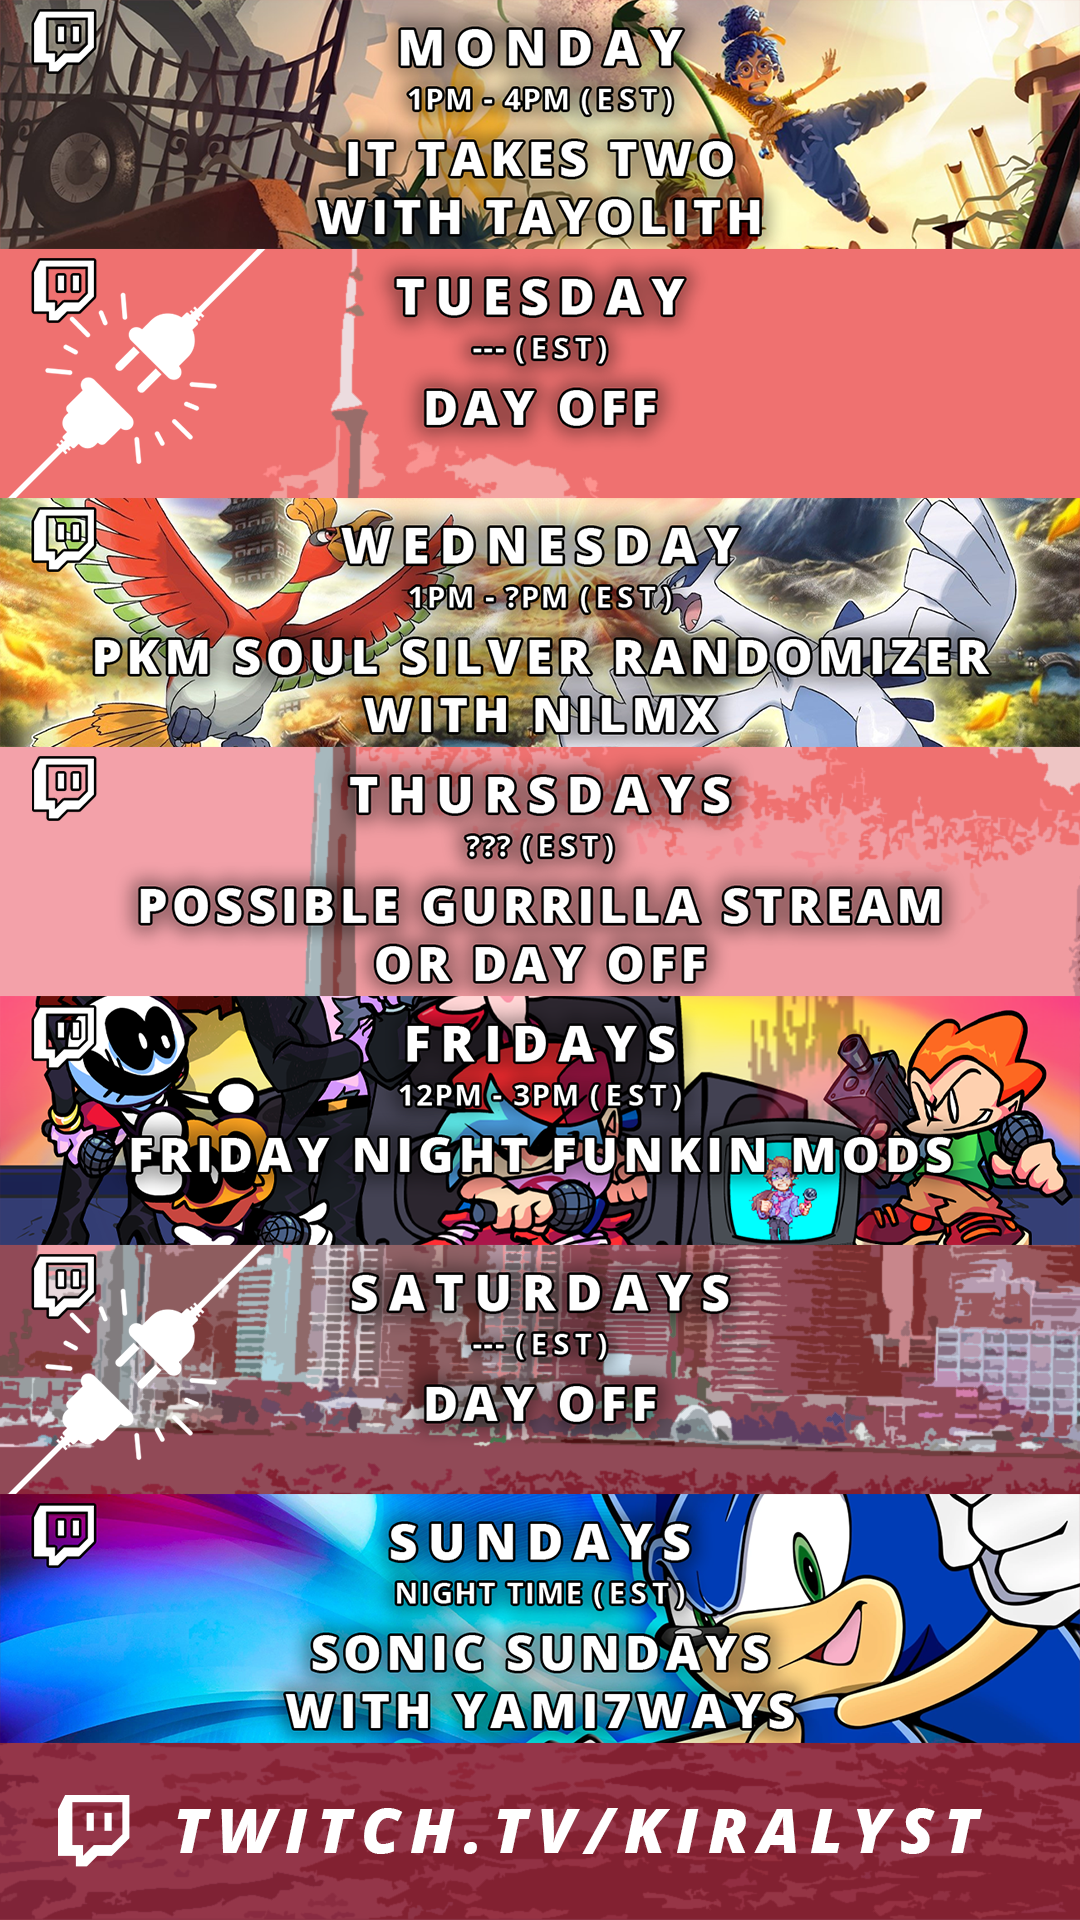 MONDAY
1PM - 4PM (EST)
IT TAKES TWO
WITH TAYOLITH
TUESDAY
--- (EST)
DAY OFF
WEDNESDAY
1PM - ?PM (EST)
PKM SOUL SILVER RANDOMIZER
WITH NILMX
THURSDAYS
??? (EST)
POSSIBLE GURRILLA STREAM
OR DAY OFF
FRIDAYS
12PM - 3PM (EST)
FRIDAY NIGHT FUNKIN MODS
SATURDAYS
--- (EST)
DAY OFF
SUNDAYS
NIGHT TIME (EST)
SONIC SUNDAYS
WITH YAMI7WAYS
TWITCH.TV/KIRALYST